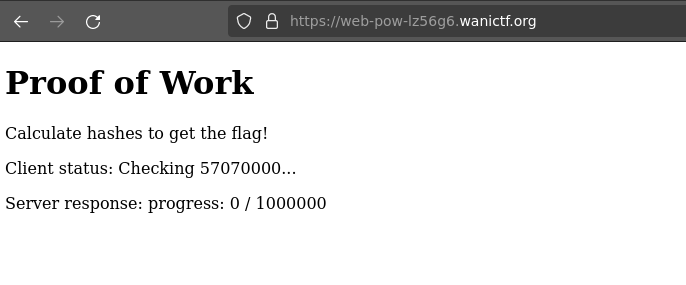 https://web-pow-lz56g6.wanictf.org
Proof of Work
Calculate hashes to get the flag!
Client status: Checking 57070000...
Server response: progress: 0 / 1000000